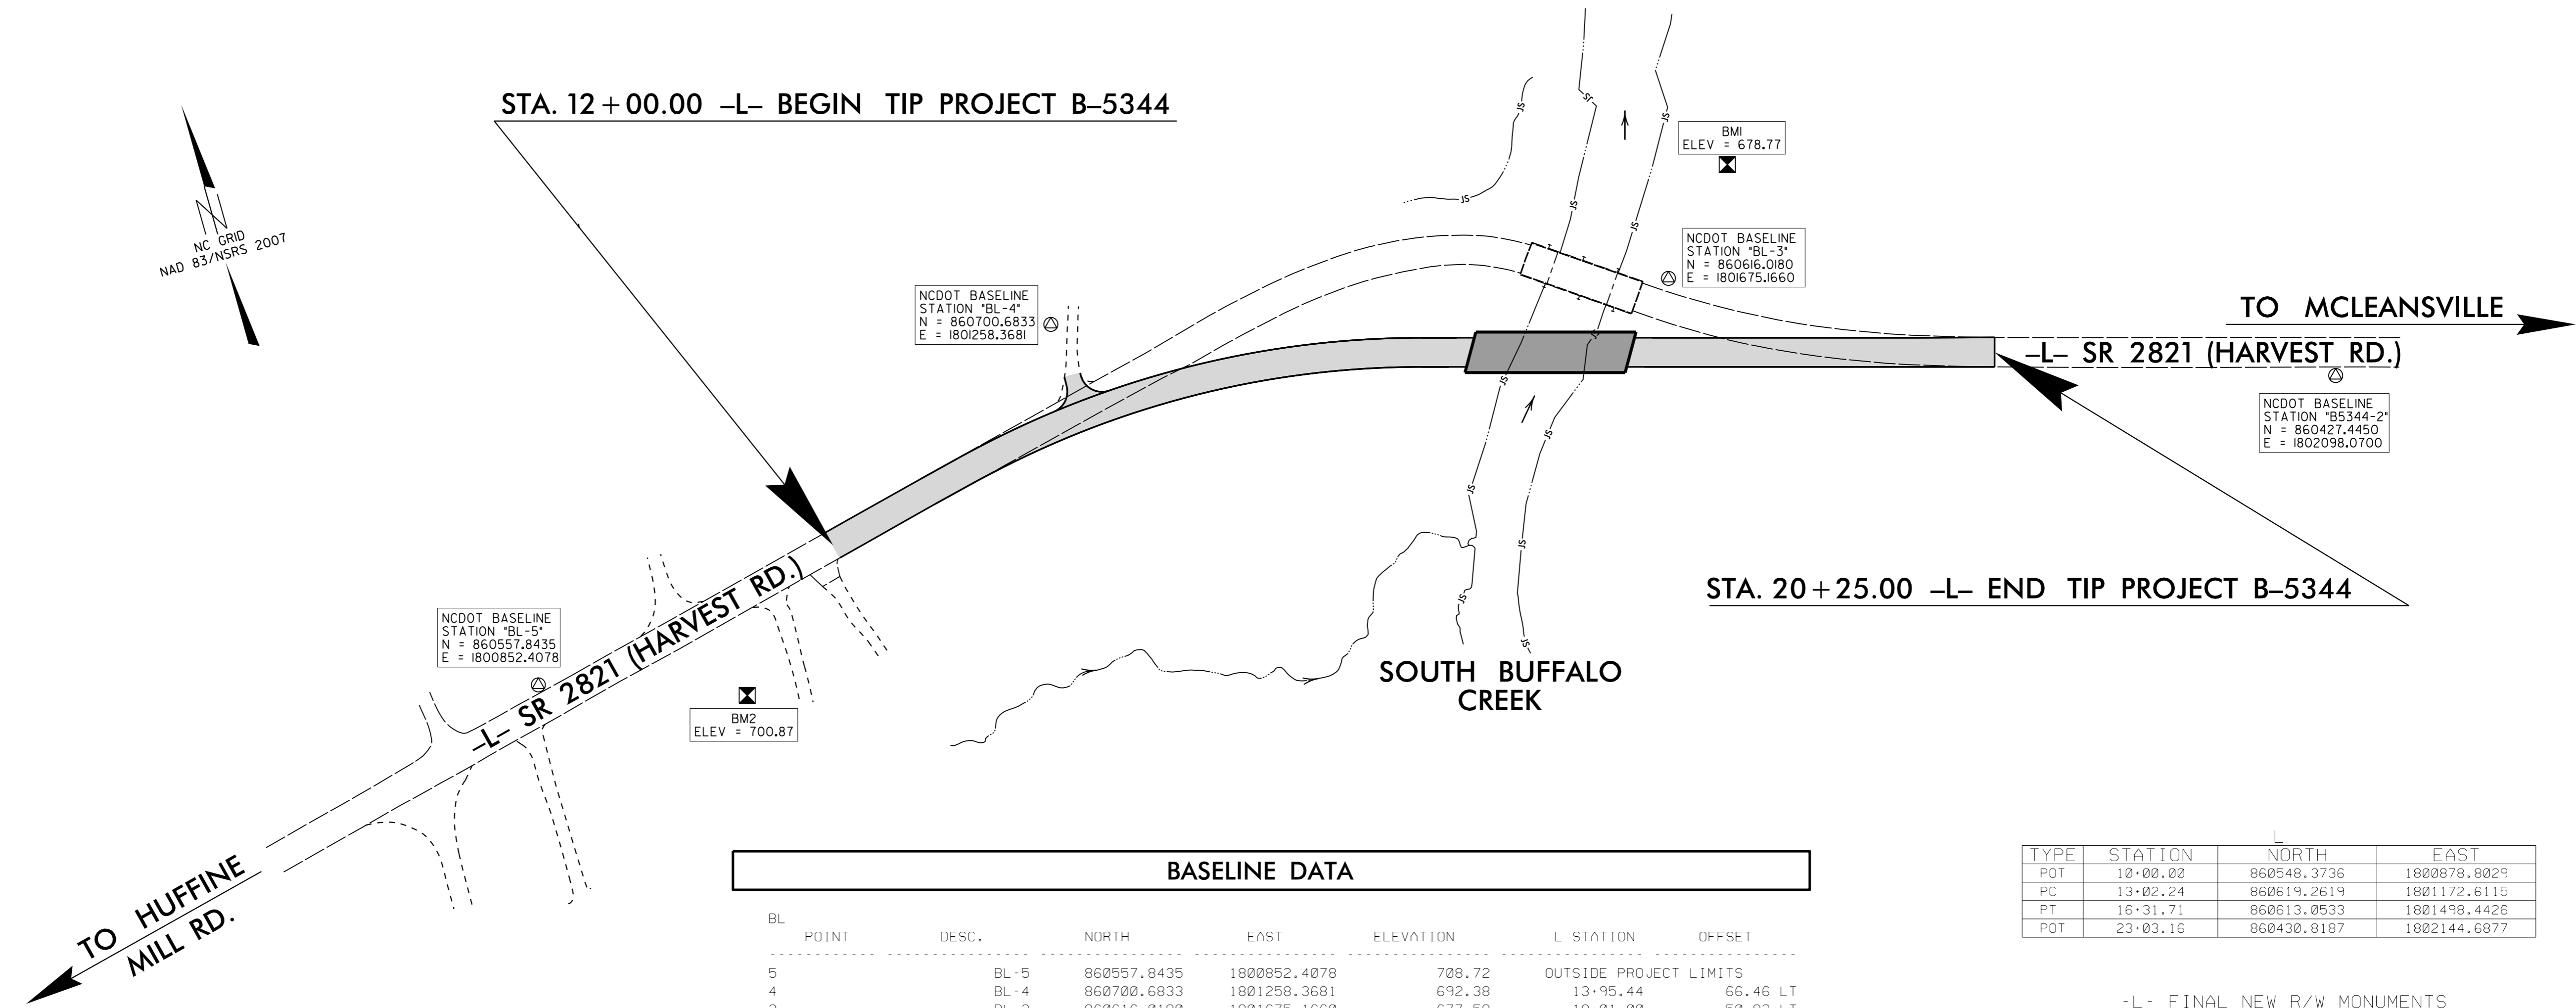 STA. 12+00.00 –L– BEGIN TIP PROJECT B–5344
NC GRID
NAD 83/NSRS 2007
BM1
ELEV = 678.77
NCDOT BASELINE
STATION "BL-3"
N = 860616.0180
E = 1801675.1660
NCDOT BASELINE
STATION "BL-4"
N = 860700.6833
E = 1801258.3681
TO MCLEANSVILLE
–L– SR 2821 (HARVEST RD.)
NCDOT BASELINE
STATION "B5344-2"
N = 860427.4450
E = 1802098.0700
STA. 20+25.00 –L– END TIP PROJECT B–5344
NCDOT BASELINE
STATION "BL-5"
N = 860557.8435
E = 1800852.4078
–L– SR 2821 (HARVEST RD.)
SOUTH BUFFALO
CREEK
BM2
ELEV = 700.87
TO HUFFINE
MILL RD.
BASELINE DATA
BL
POINT DESC. NORTH EAST ELEVATION L STATION OFFSET
5 BL-5 860557.8435 1800852.4078 708.72 OUTSIDE PROJECT LIMITS
4 BL-4 860700.6833 1801258.3681 692.38 13+95.44 66.46 LT
L
TYPE STATION NORTH EAST
POT 10+00.00 860548.3736 1800878.8029
PC 13+02.24 860619.2619 1801172.6115
PT 16+31.71 860613.0533 1801498.4426
POT 23+03.16 860430.8187 1802144.6877
-L- FINAL NEW R/W MONUMENTS